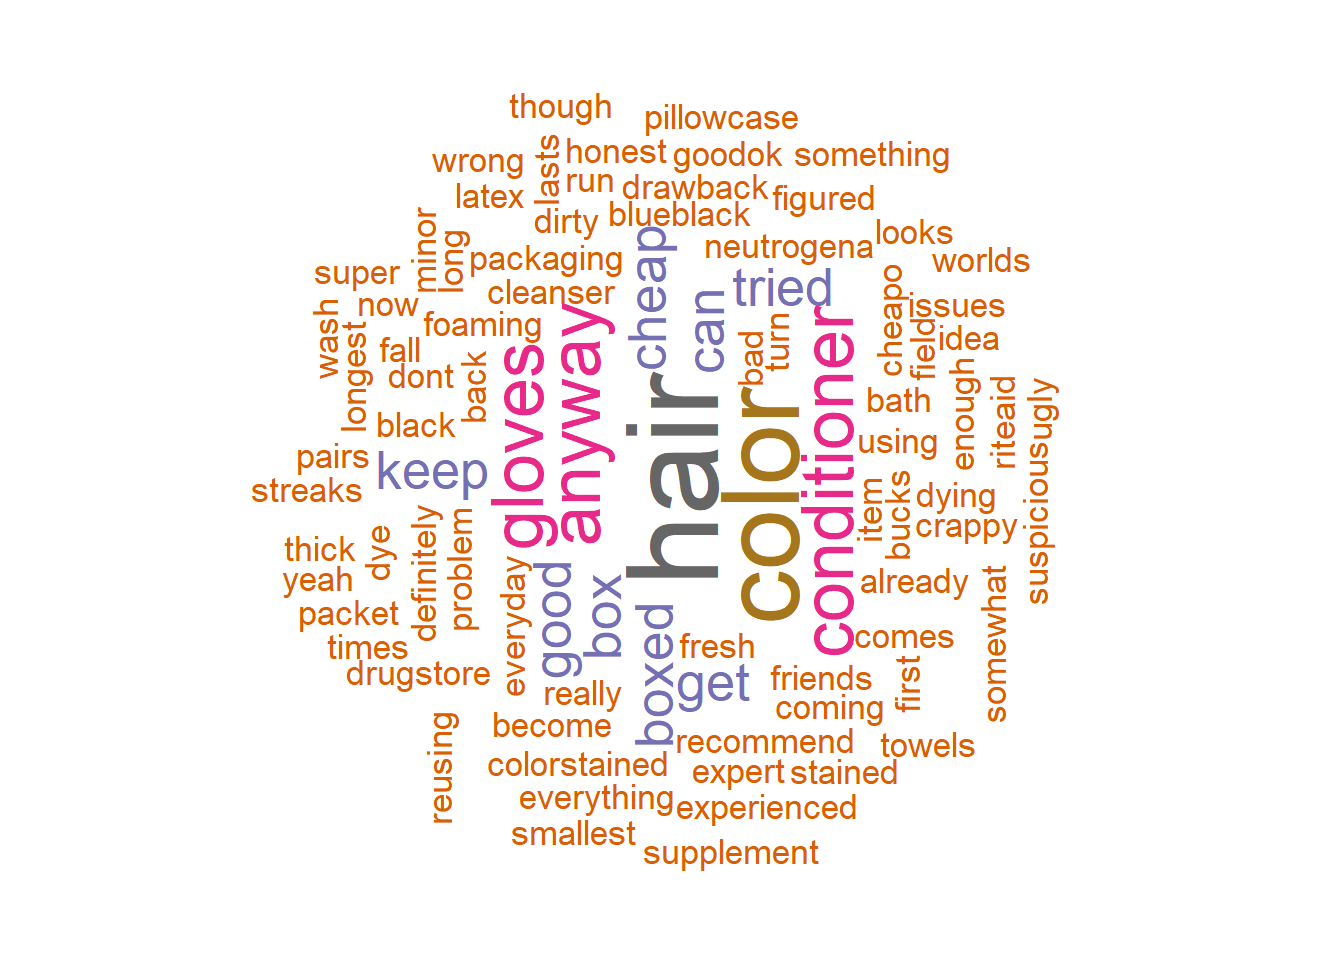 though
pillowcase
wrong
lasts
honest
goodok
something
latex
run
drawback
figured
dirty
blueblack
minor
long
packaging
cheap
neutrogena
looks
worlds
super
cleanser
can
tried
cheapo
issues
wash
now
foaming
longest
fall
dont
back
gloves
anyway
hair
color
conditioner
bad
turn
field
idea
black
bath
enough
riteaid
suspiciousugly
pairs
keep
using
streaks
item
bucks
dying
crappy
thick
dye
definitely
problem
yeah
everyday
good
box
already
packet
boxed
fresh
comes
somewhat
times
drugstore
really
get
friends
first
reusing
become
coming
recommend
towels
colorstained
expert
stained
everything
experienced
smallest
supplement